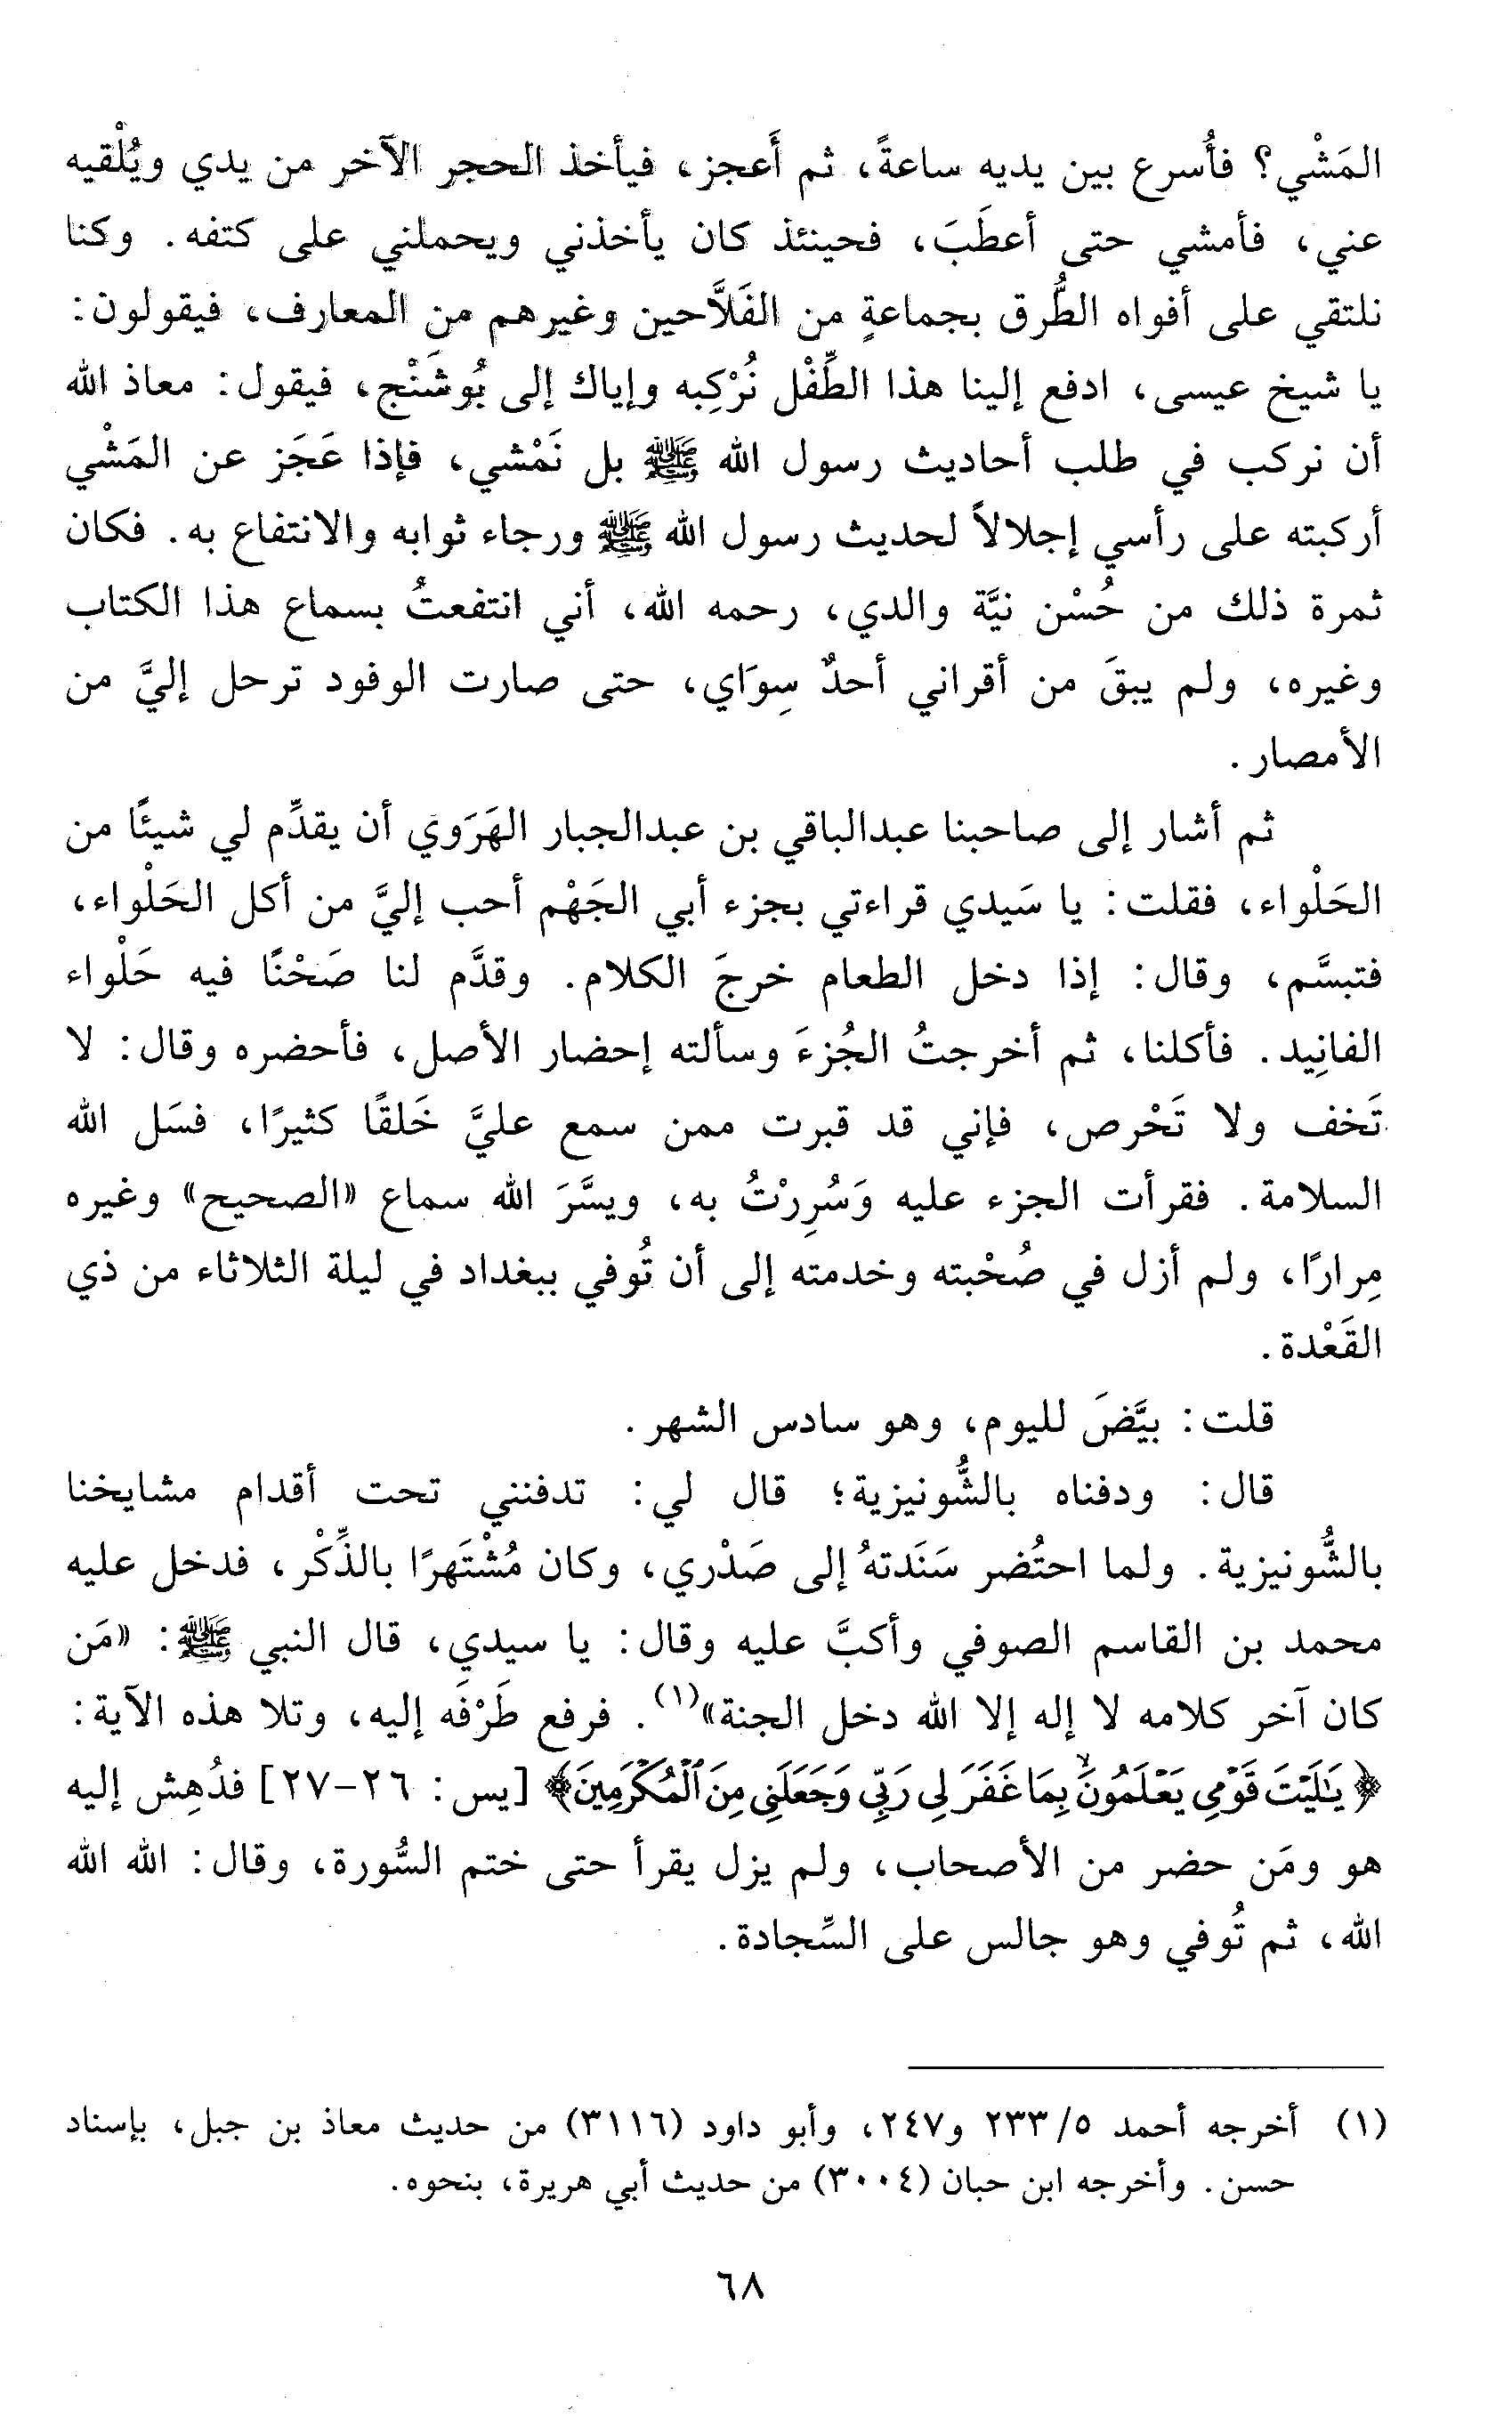 المَشْي؟ فأُسرع بين يديه ساعةً، ثم أَعجز، فيأخذ الحجر الآخر من يدي ويُلْقيه
عني، فأمشي حتى أعطَبَ، فحينئذ كان يأخذني ويحملني على كتفه. وكنا
نلتقي على أفواه الطُّرق بجماعةٍ من الفَلاَّحين وغيرهم من المعارف، فيقولون:
يا شيخ عيسى، ادفع إلينا هذا الطِّفْل نُرْكِبه وإياك إلى بُوشَنْج، فيقول: معاذ الله
أن نركب في طلب أحاديث رسول الله ﷺ بل نَمْشي، فإذا عَجَز عن المَشْي
أركبته على رأسي إجلالاً لحديث رسول الله ﷺ ورجاء ثوابه والانتفاع به. فكان
ثمرة ذلك من حُسْن نيَّة والدي، رحمه الله، أني انتفعتُ بسماع هذا الكتاب
وغيره، ولم يبقَ من أقراني أحدٌ سِوَاي، حتى صارت الوفود ترحل إليَّ من
الأمصار.
ثم أشار إلى صاحبنا عبدالباقي بن عبدالجبار الهَرَوي أن يقدِّم لي شيئًا من
الحَلْواء، فقلت: يا سَيدي قراءتي بجزء أبي الجَهْم أحب إليَّ من أكل الحَلْواء،
فتبسَّم، وقال: إذا دخل الطعام خرجَ الكلام. وقدَّم لنا صَحْنًا فيه حَلْواء
الفانِيد. فأكلنا، ثم أخرجتُ الجُزءَ وسألته إحضار الأصل، فأحضره وقال: لا
تَخف ولا تَحْرص، فإني قد قبرت ممن سمع عليَّ خَلقًا كثيرًا، فسَل الله
السلامة. فقرأت الجزء عليه وَسُرِرْتُ به، ويسَّرَ الله سماع «الصحيح» وغيره
مِرارًا، ولم أزل في صُحْبته وخدمته إلى أن تُوفي ببغداد في ليلة الثلاثاء من ذي
القَعْدة.
قلت: بيَّضَ لليوم، وهو سادس الشهر.
قال: ودفناه بالشُّونيزية؛ قال لي: تدفنني تحت أقدام مشايخنا
بالشُّونيزية. ولما احتُضر سَنَدتهُ إلى صَدْري، وكان مُشْتَهرًا بالذِّكْر، فدخل عليه
محمد بن القاسم الصوفي وأكبَّ عليه وقال: يا سيدي، قال النبي ﷺ: «مَن
كان آخر كلامه لا إله إلا الله دخل الجنة»(١). فرفع طَرْفَه إليه، وتلا هذه الآية:
﴿يَٰلَيْتَ قَوْمِي يَعْلَمُونَۙ بِمَا غَفَرَ لِي رَبِّي وَجَعَلَنِي مِنَ ٱلْمُكْرَمِينَ﴾ [يس: ٢٦-٢٧] فدُهِش إليه
هو ومَن حضر من الأصحاب، ولم يزل يقرأ حتى ختم السُّورة، وقال: الله الله
الله، ثم تُوفي وهو جالس على السِّجادة.
(١) أخرجه أحمد ٥/ ٢٣٣ و٢٤٧، وأبو داود (٣١١٦) من حديث معاذ بن جبل، بإسناد
حسن. وأخرجه ابن حبان (٣٠٠٤) من حديث أبي هريرة، بنحوه.
٦٨